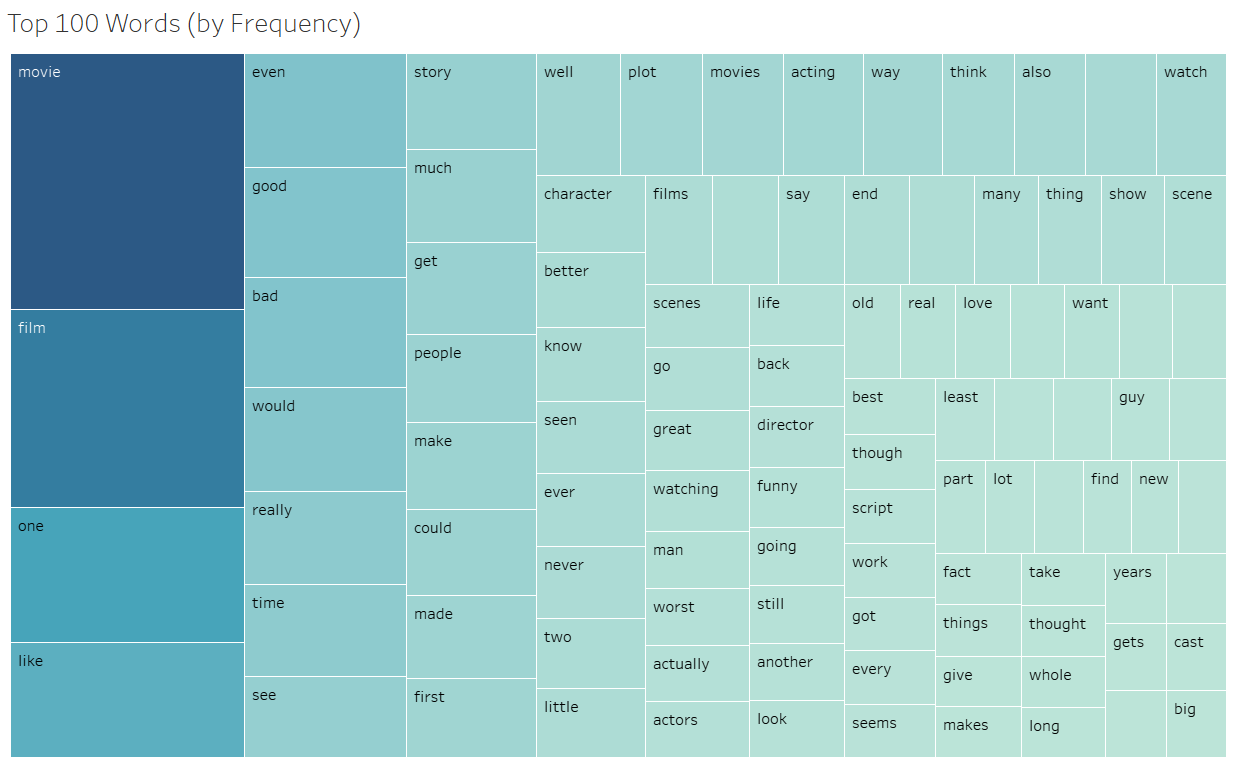 Top 100 Words (by Frequency)
movie
film
one
like
even
good
bad
would
really
time
see
story
much
get
people
make
could
made
first
well
plot
movies
acting
way
think
also
watch
character
better
know
seen
ever
never
two
little
films
say
end
many
thing
show
scene
scenes
go
great
watching
man
worst
actually
actors
life
back
director
funny
going
still
another
look
old
real
love
want
best
though
script
work
got
every
seems
least
guy
part
lot
find
new
fact
things
give
makes
take
thought
whole
long
years
gets
cast
big